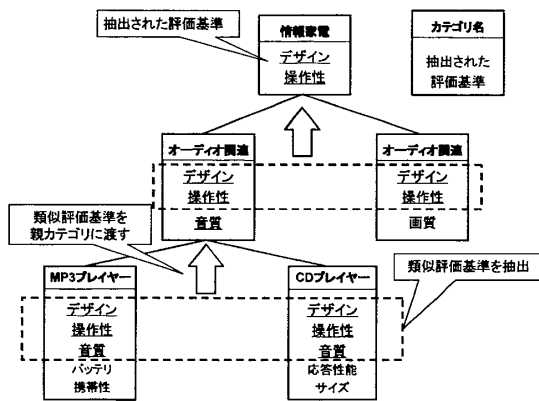 抽出された評価基準
情報家電
デザイン
操作性
カテゴリ名
抽出された
評価基準
オーディオ関連
デザイン
操作性
音質
オーディオ関連
デザイン
操作性
画質
類似評価基準を
親カテゴリに渡す
類似評価基準を抽出
MP3プレイヤー
デザイン
操作性
音質
バッテリ
携帯性
CDプレイヤー
デザイン
操作性
音質
応答性能
サイズ